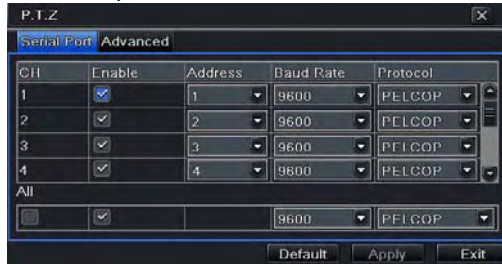 P.T.Z
Serial Port Advanced
CH Enable Address Baud Rate Protocol
1 1 9600 PELCOP
2 2 9600 PELCOP
3 3 9600 PELCOP
4 4 9600 PELCOP
All
9600 PELCOP
Default Apply Exit